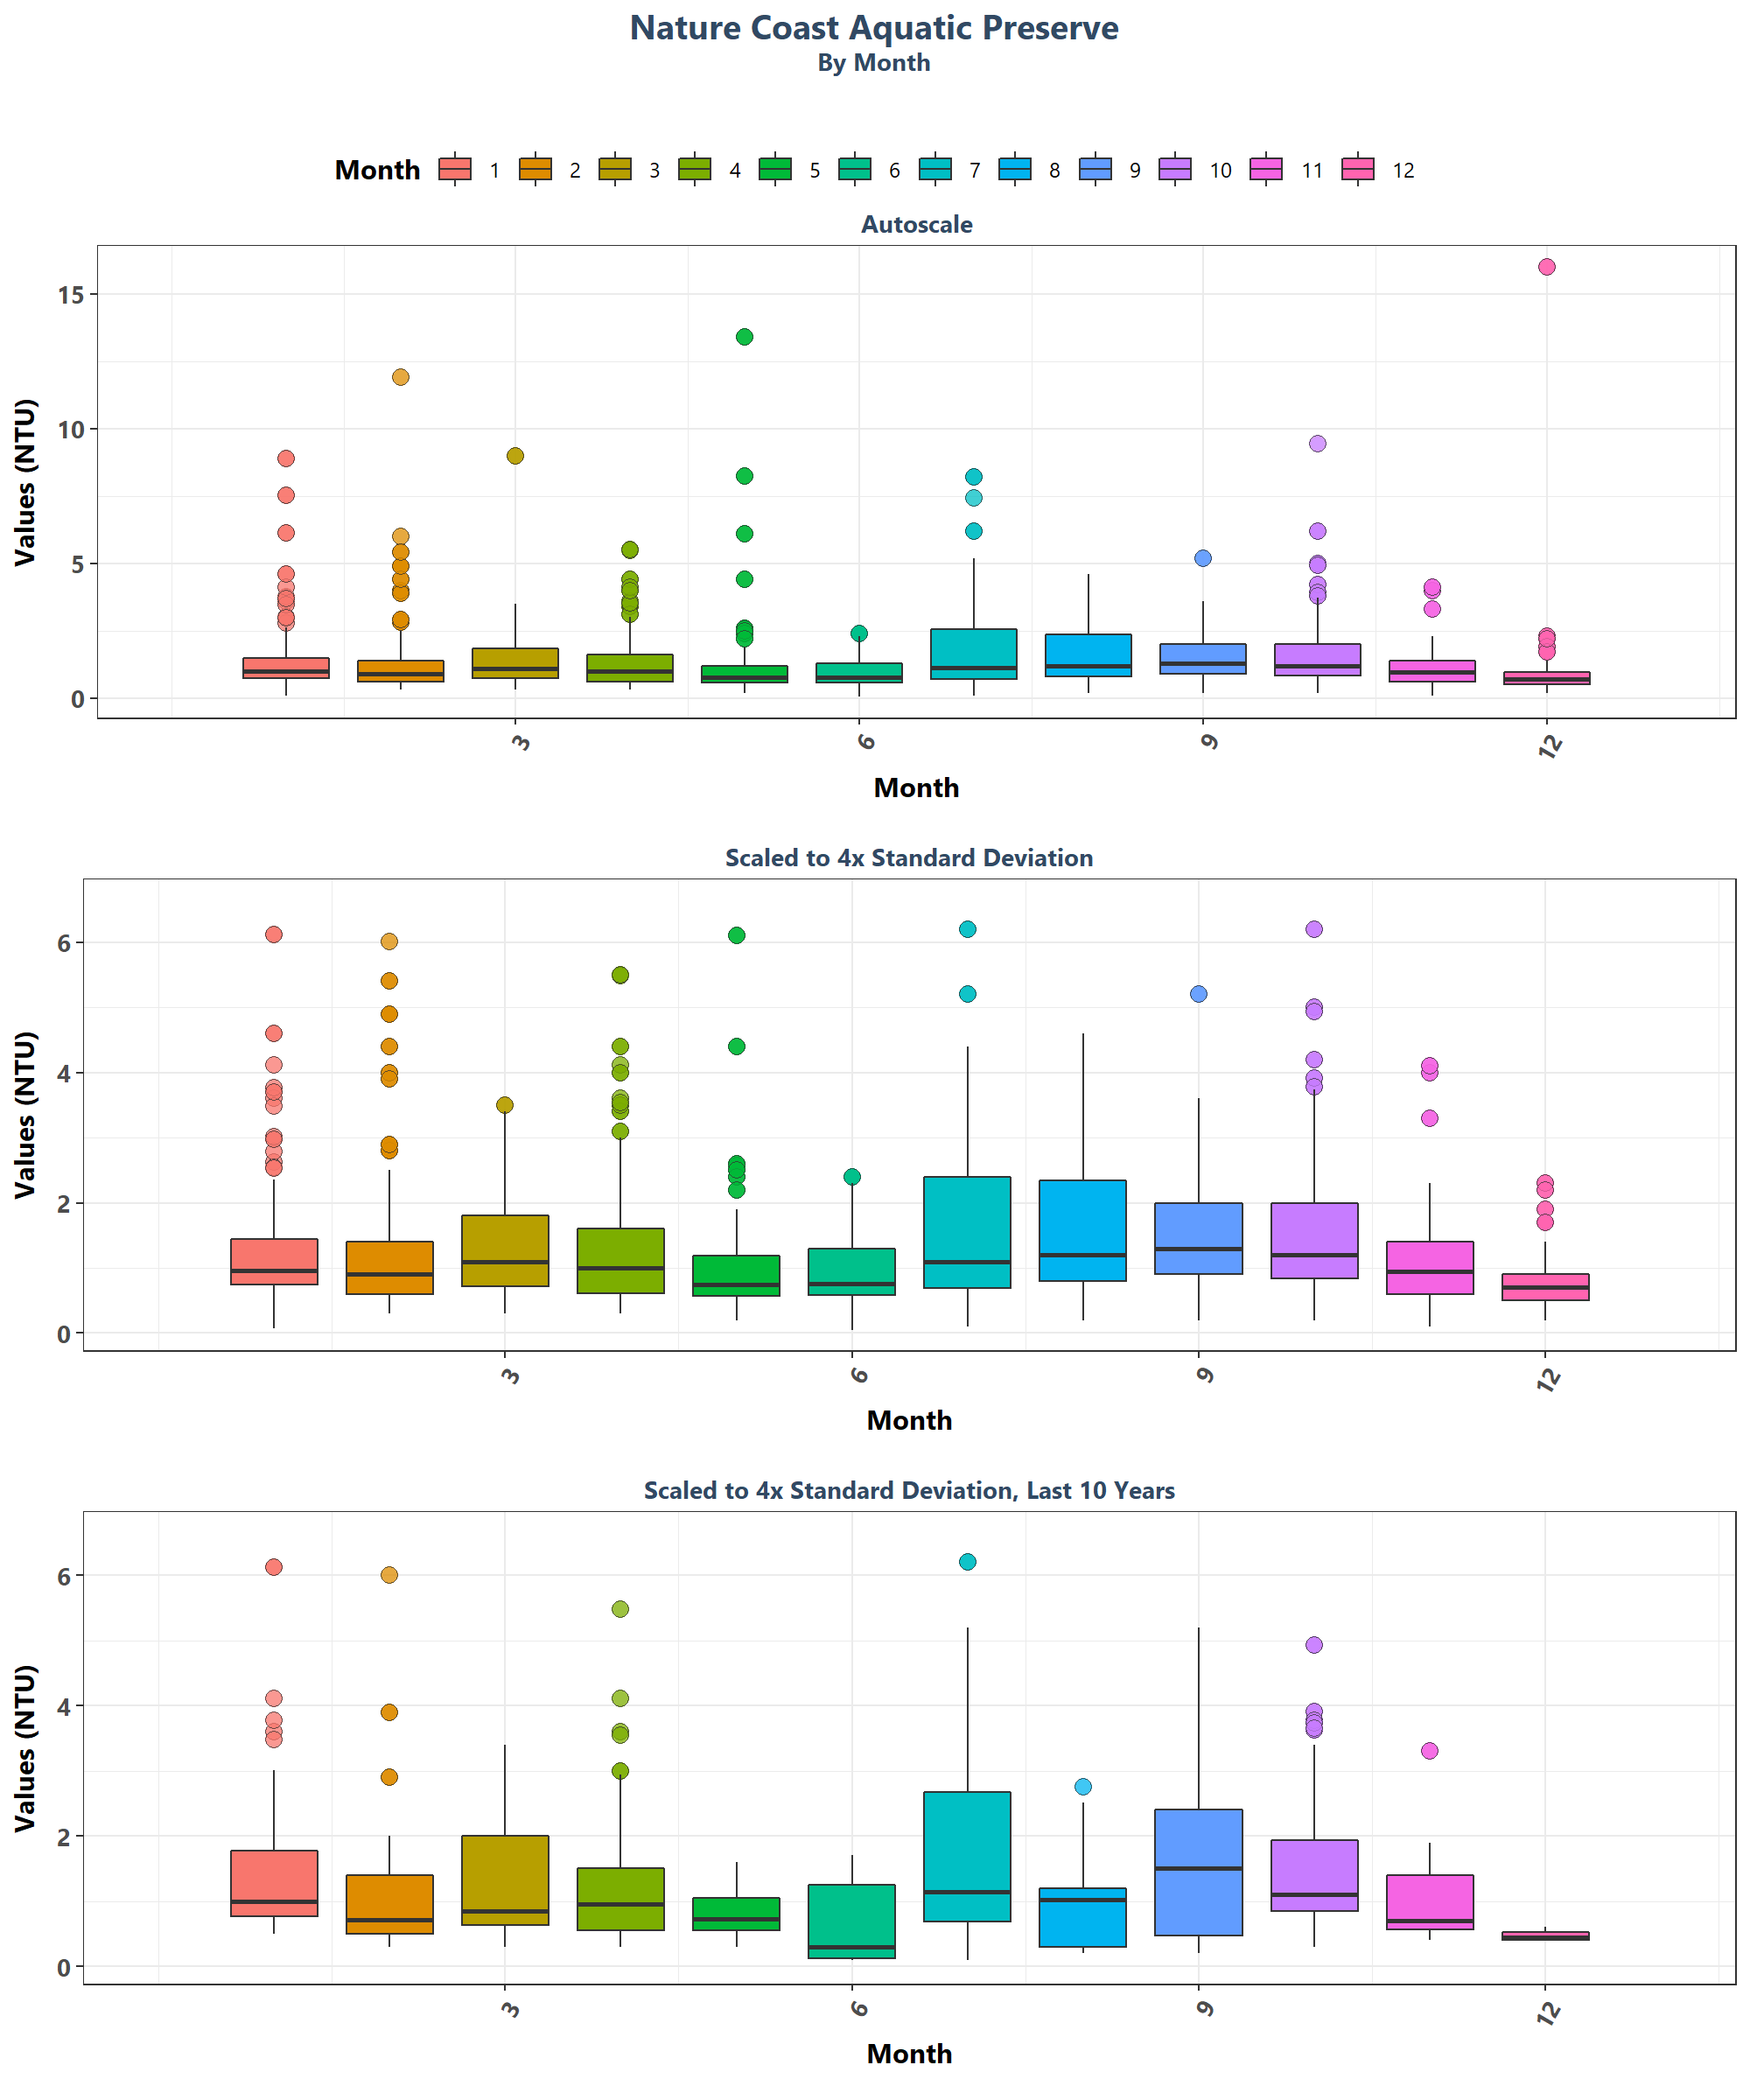 Nature Coast Aquatic Preserve
By Month
Month 1 2 3 4 5 6 7 8 9 10 11 12
Autoscale
Values (NTU)
15
10
5
0
3 6 9 12
Month
Scaled to 4x Standard Deviation
Values (NTU)
6
4
2
0
3 6 9 12
Month
Scaled to 4x Standard Deviation, Last 10 Years
Values (NTU)
6
4
2
0
3 6 9 12
Month